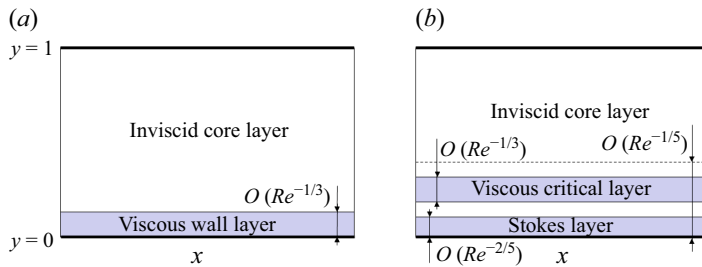 (a)
(b)
y = 1
Inviscid core layer
Inviscid core layer
O (Re^{−1/3})
O (Re^{−1/5})
O (Re^{−1/3})
Viscous critical layer
Viscous wall layer
Stokes layer
y = 0
x
O (Re^{−2/5})
x